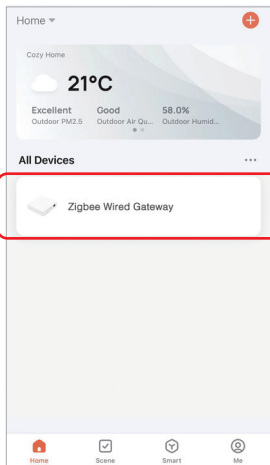 Home
Cozy Home
21°C
Excellent Good 58.0%
Outdoor PM2.5 Outdoor Air Qu... Outdoor Humid...
All Devices
Zigbee Wired Gateway
Home Scene Smart Me